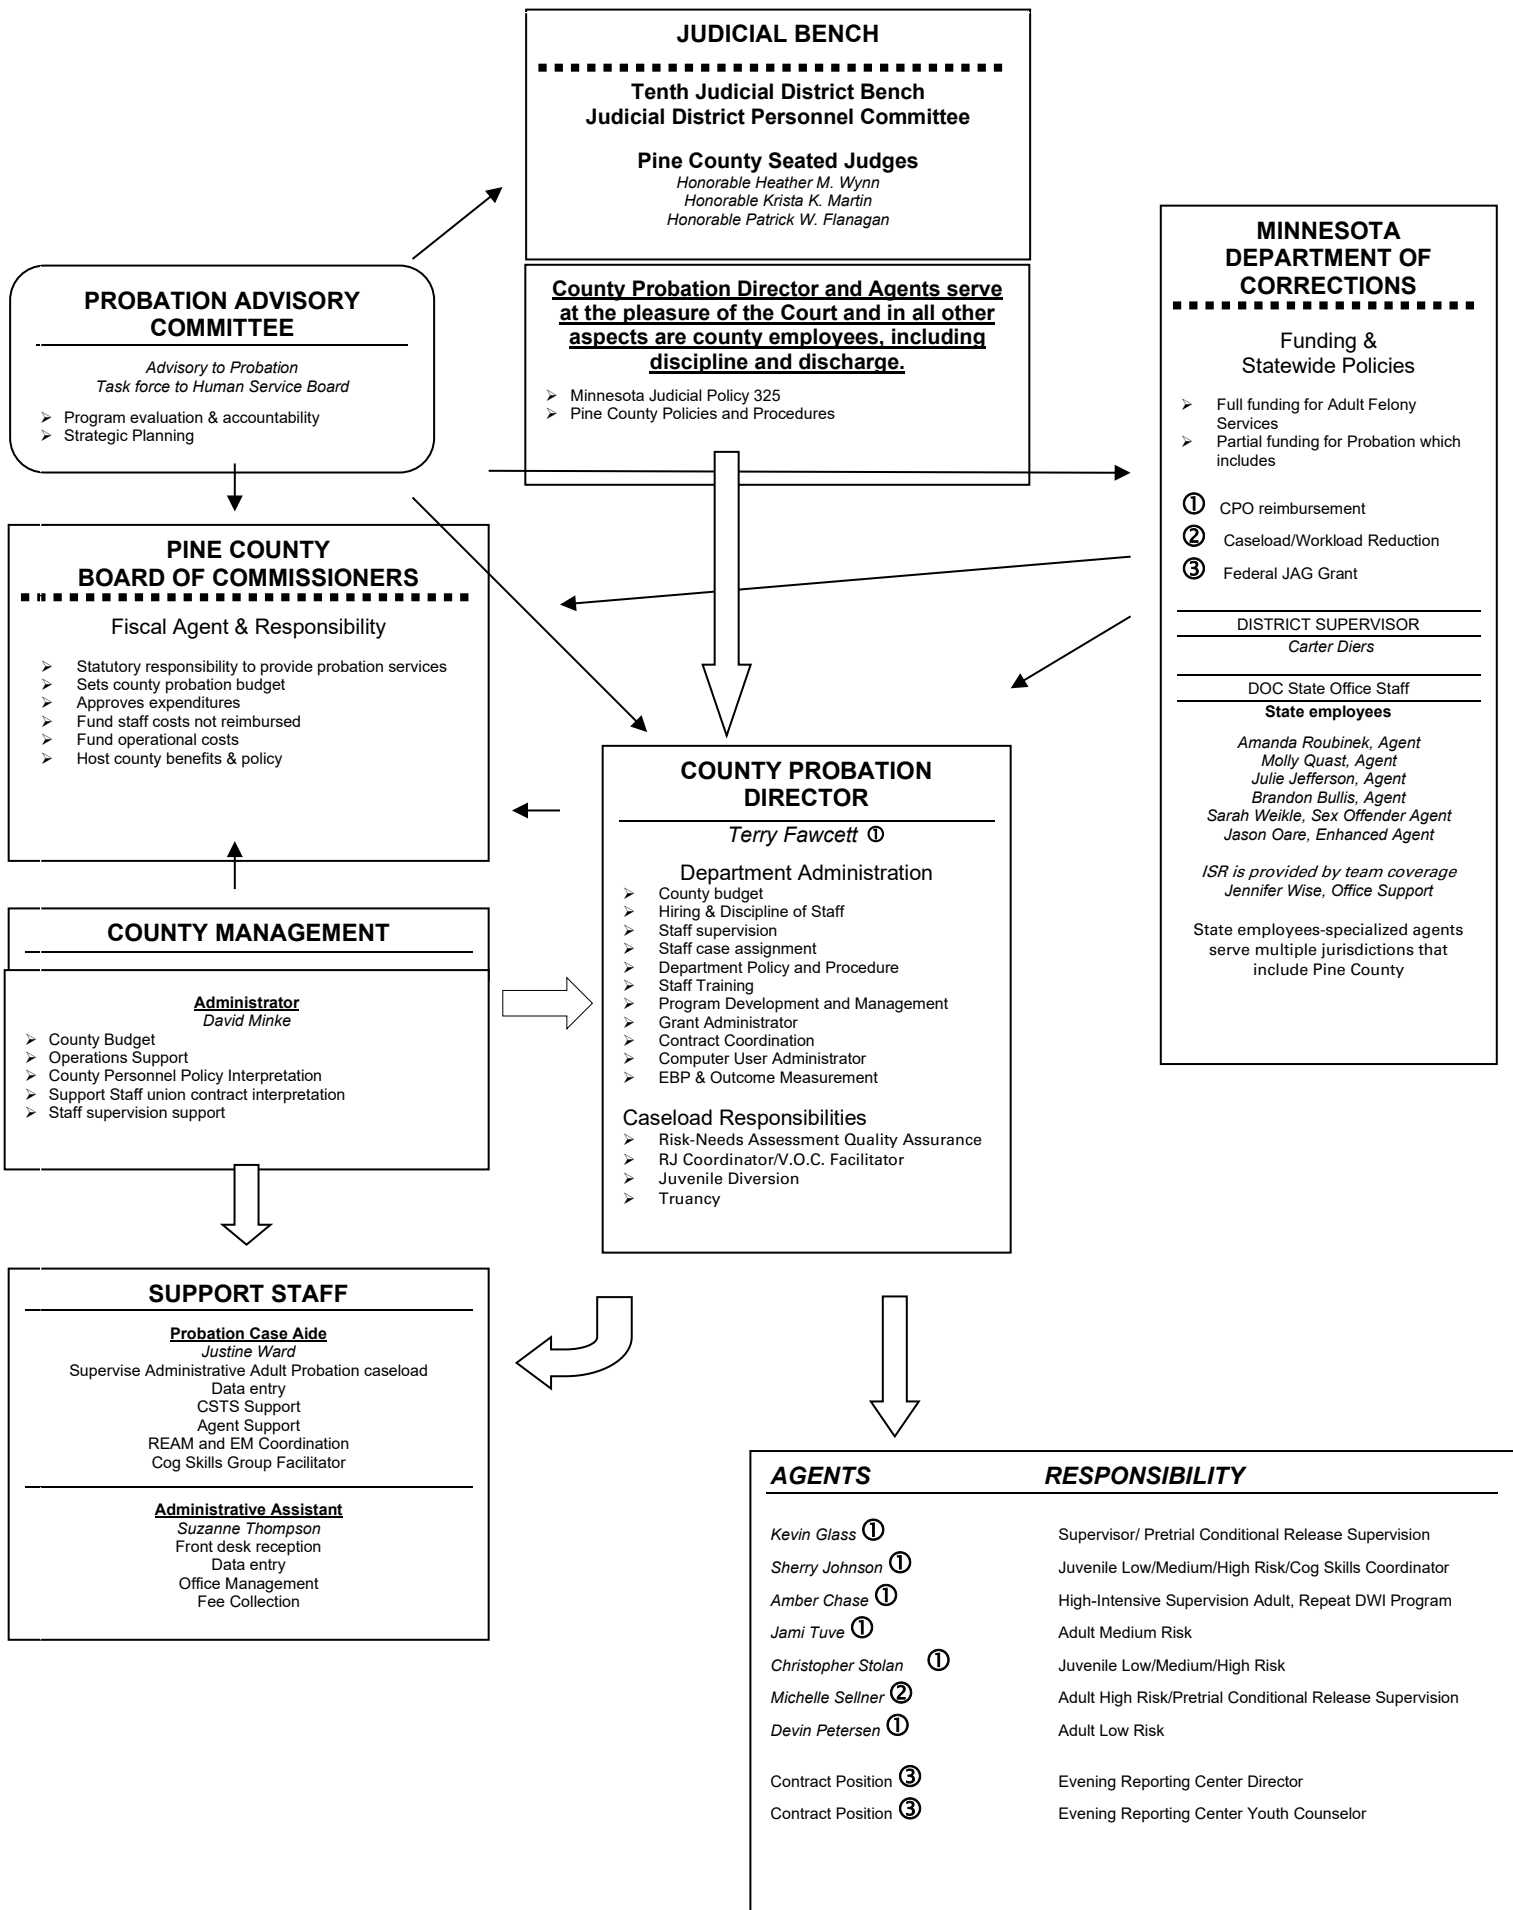 JUDICIAL BENCH
Tenth Judicial District Bench
Judicial District Personnel Committee
Pine County Seated Judges
Honorable Heather M. Wynn
Honorable Krista K. Martin
Honorable Patrick W. Flanagan
County Probation Director and Agents serve
at the pleasure of the Court and in all other
aspects are county employees, including
discipline and discharge.
➢ Minnesota Judicial Policy 325
➢ Pine County Policies and Procedures
PROBATION ADVISORY
COMMITTEE
Advisory to Probation
Task force to Human Service Board
➢ Program evaluation & accountability
➢ Strategic Planning
MINNESOTA
DEPARTMENT OF
CORRECTIONS
Funding &
Statewide Policies
➢ Full funding for Adult Felony
Services
➢ Partial funding for Probation which
includes
① CPO reimbursement
② Caseload/Workload Reduction
③ Federal JAG Grant
DISTRICT SUPERVISOR
Carter Diers
DOC State Office Staff
State employees
Amanda Roubinek, Agent
Molly Quast, Agent
Julie Jefferson, Agent
Brandon Bullis, Agent
Sarah Weikle, Sex Offender Agent
Jason Oare, Enhanced Agent
ISR is provided by team coverage
Jennifer Wise, Office Support
State employees-specialized agents
serve multiple jurisdictions that
include Pine County
PINE COUNTY
BOARD OF COMMISSIONERS
Fiscal Agent & Responsibility
➢ Statutory responsibility to provide probation services
➢ Sets county probation budget
➢ Approves expenditures
➢ Fund staff costs not reimbursed
➢ Fund operational costs
➢ Host county benefits & policy
COUNTY PROBATION
DIRECTOR
Terry Fawcett ①
Department Administration
➢ County budget
➢ Hiring & Discipline of Staff
➢ Staff supervision
➢ Staff case assignment
➢ Department Policy and Procedure
➢ Staff Training
➢ Program Development and Management
➢ Grant Administrator
➢ Contract Coordination
➢ Computer User Administrator
➢ EBP & Outcome Measurement
Caseload Responsibilities
➢ Risk-Needs Assessment Quality Assurance
➢ RJ Coordinator/V.O.C. Facilitator
➢ Juvenile Diversion
➢ Truancy
COUNTY MANAGEMENT
Administrator
David Minke
➢ County Budget
➢ Operations Support
➢ County Personnel Policy Interpretation
➢ Support Staff union contract interpretation
➢ Staff supervision support
SUPPORT STAFF
Probation Case Aide
Justine Ward
Supervise Administrative Adult Probation caseload
Data entry
CSTS Support
Agent Support
REAM and EM Coordination
Cog Skills Group Facilitator
Administrative Assistant
Suzanne Thompson
Front desk reception
Data entry
Office Management
Fee Collection
AGENTS RESPONSIBILITY
Kevin Glass ① Supervisor/ Pretrial Conditional Release Supervision
Sherry Johnson ① Juvenile Low/Medium/High Risk/Cog Skills Coordinator
Amber Chase ① High-Intensive Supervision Adult, Repeat DWI Program
Jami Tuve ① Adult Medium Risk
Christopher Stolan ① Juvenile Low/Medium/High Risk
Michelle Sellner ② Adult High Risk/Pretrial Conditional Release Supervision
Devin Petersen ① Adult Low Risk
Contract Position ③ Evening Reporting Center Director
Contract Position ③ Evening Reporting Center Youth Counselor